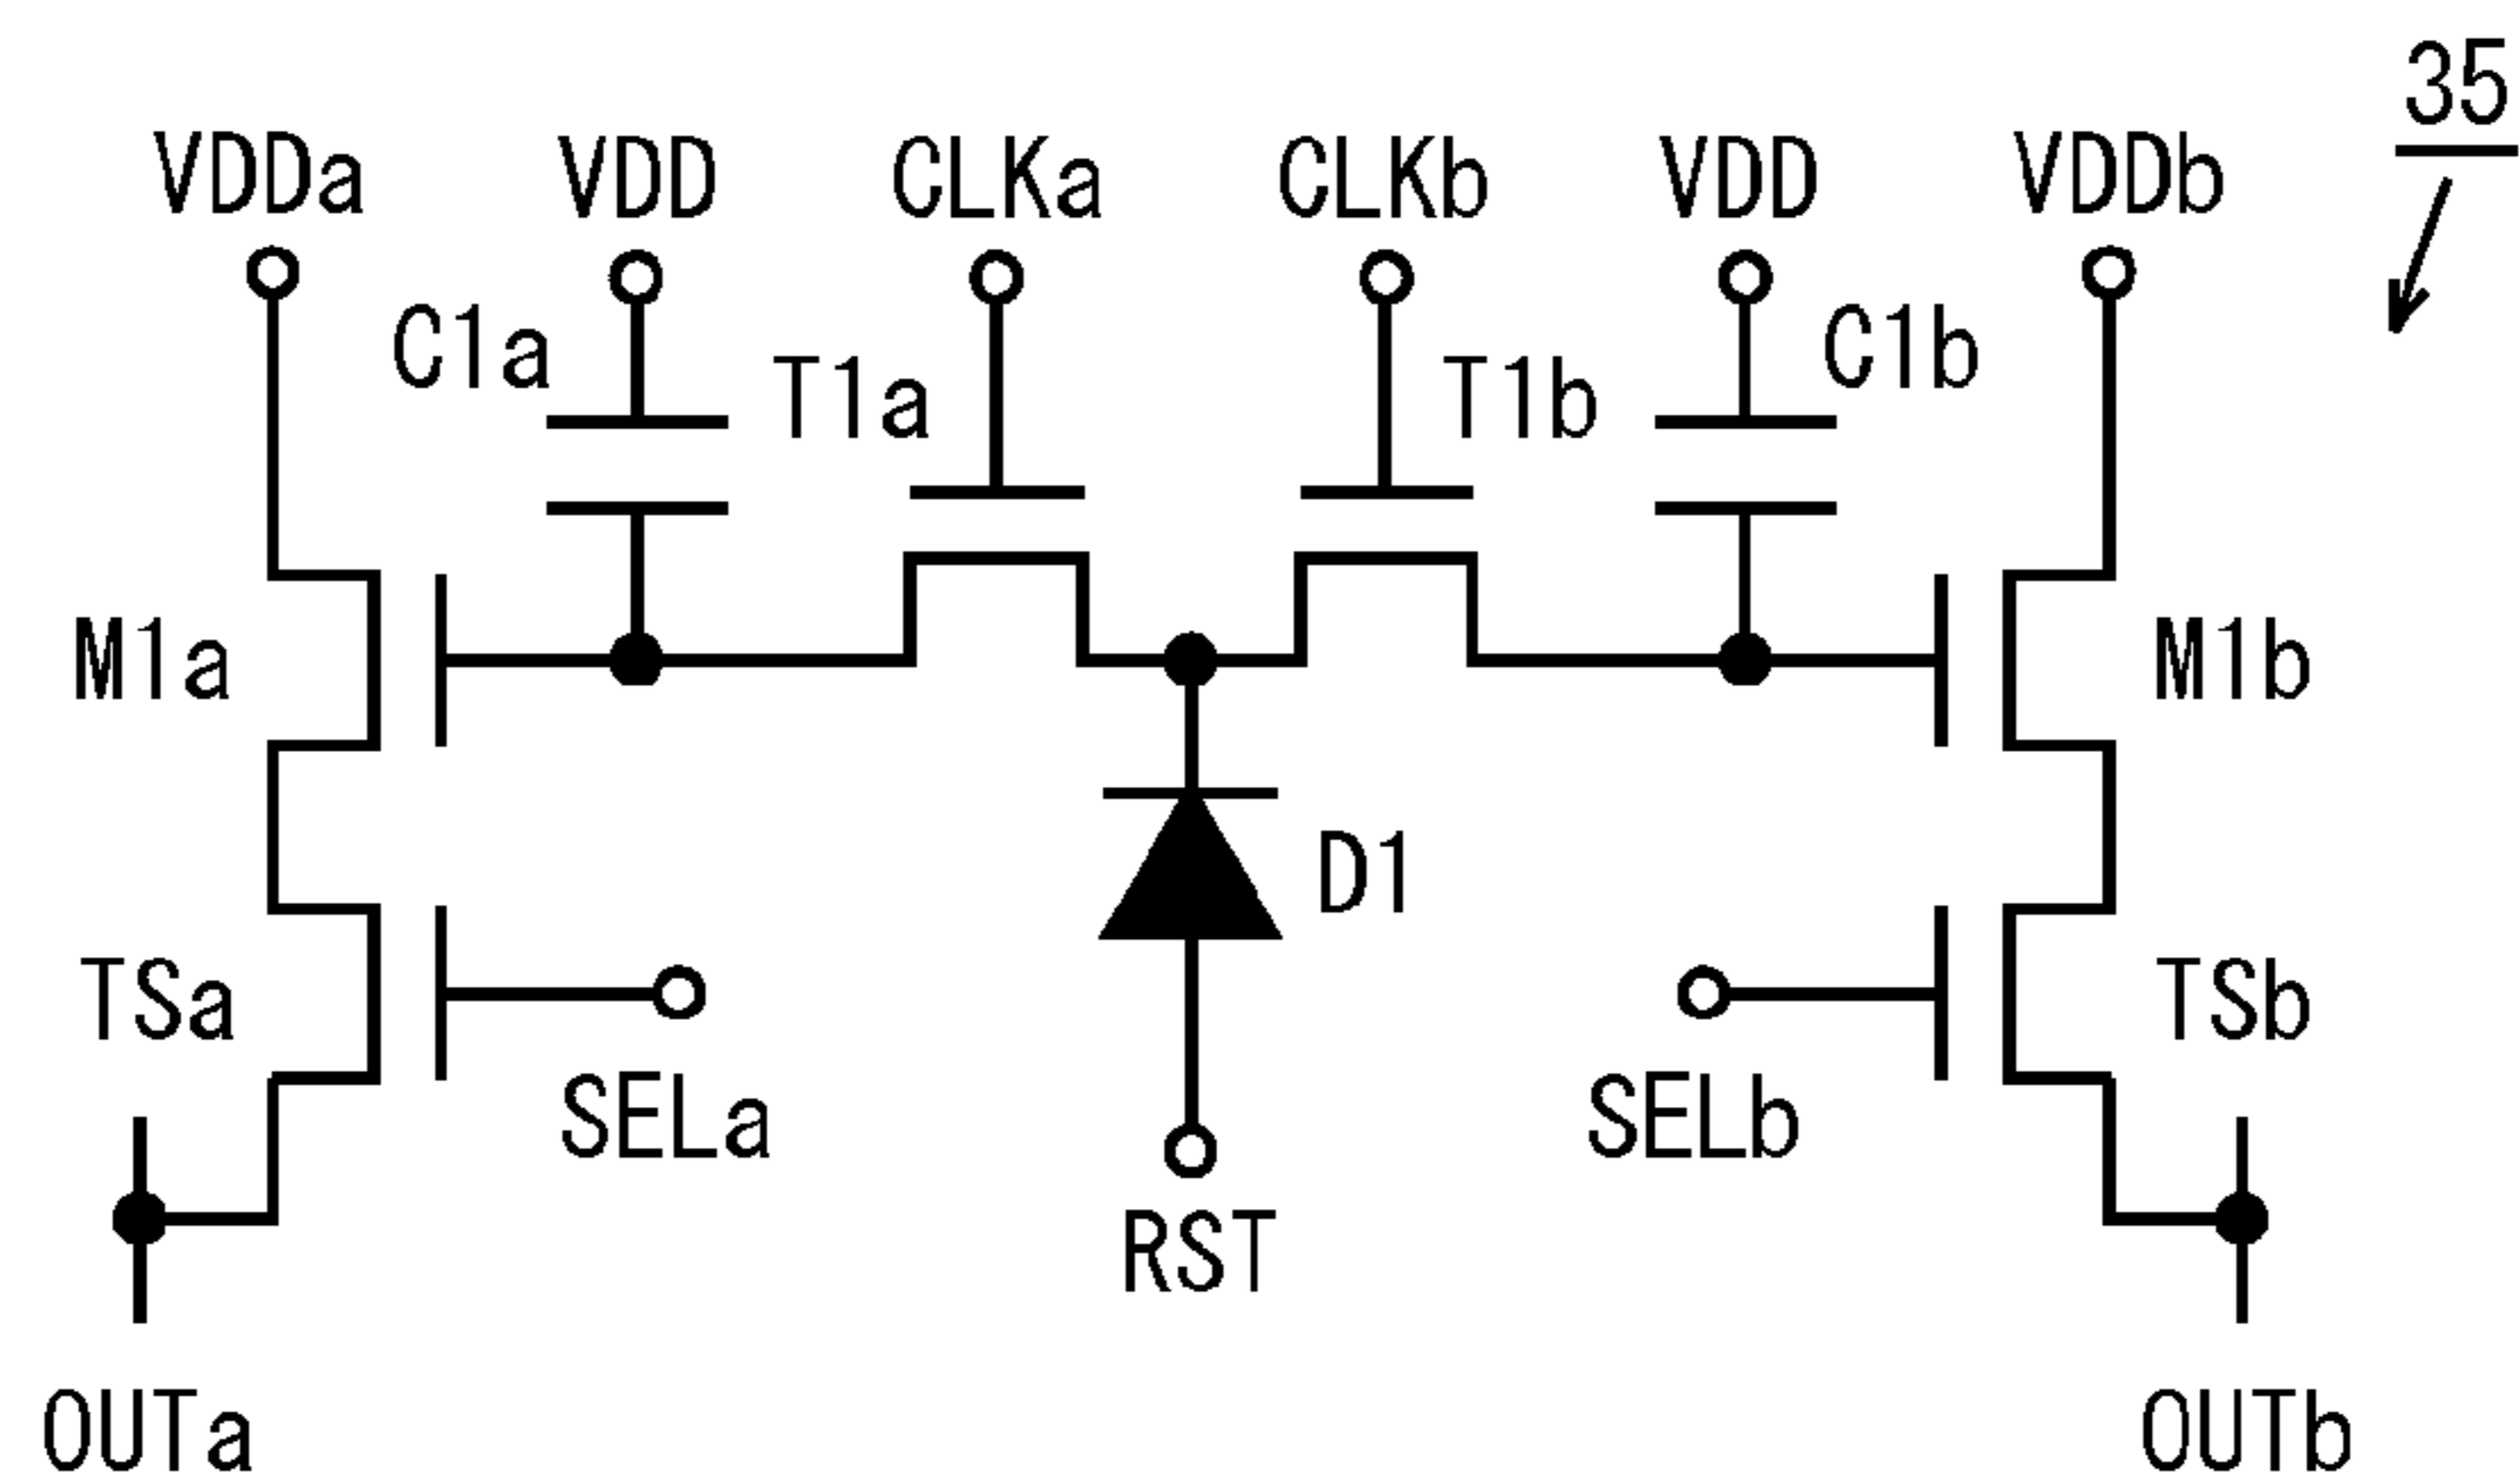 35
VDDa VDD CLKa CLKb VDD VDDb
C1a T1a T1b C1b
M1a M1b
D1
TSa TSb
SELa SELb
RST
OUTa OUTb